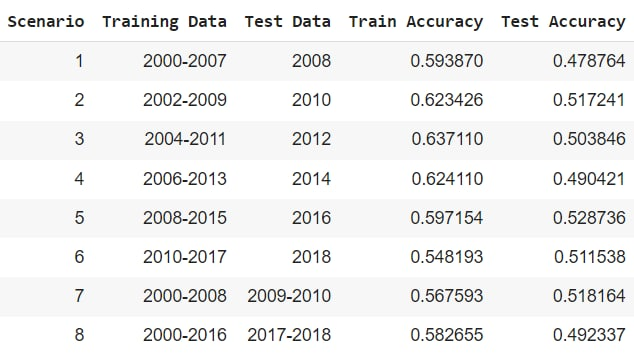 Scenario Training Data Test Data Train Accuracy Test Accuracy
1 2000-2007 2008 0.593870 0.478764
2 2002-2009 2010 0.623426 0.517241
3 2004-2011 2012 0.637110 0.503846
4 2006-2013 2014 0.624110 0.490421
5 2008-2015 2016 0.597154 0.528736
6 2010-2017 2018 0.548193 0.511538
7 2000-2008 2009-2010 0.567593 0.518164
8 2000-2016 2017-2018 0.582655 0.492337